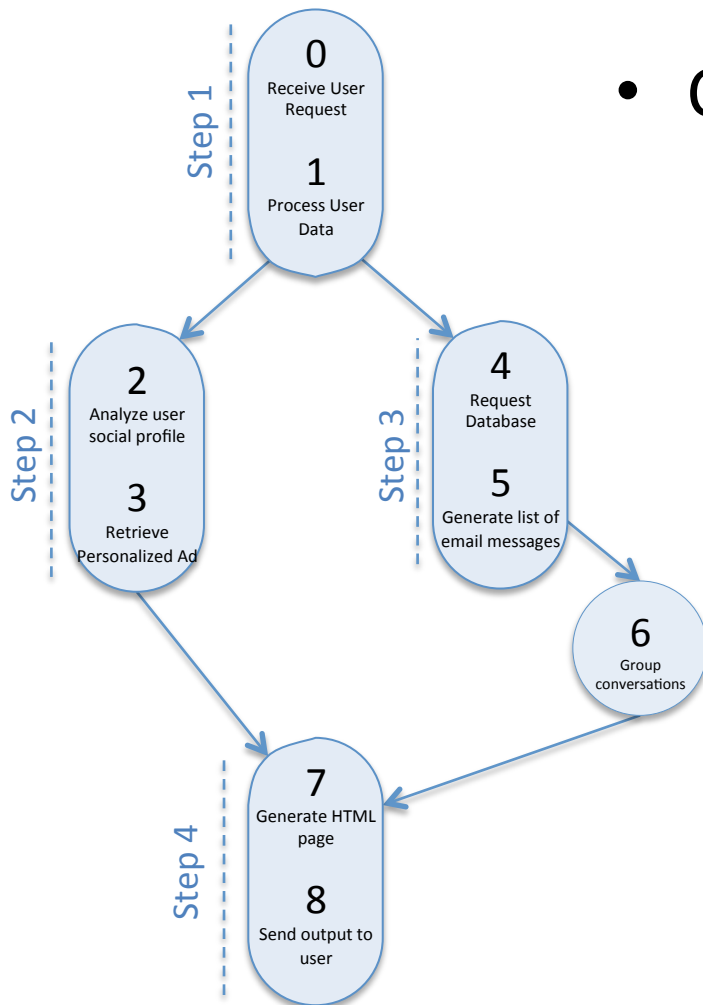 Step 1
0
Receive User
Request
1
Process User
Data
•
Step 2
2
Analyze user
social profile
3
Retrieve
Personalized Ad
Step 3
4
Request
Database
5
Generate list of
email messages
6
Group
conversations
Step 4
7
Generate HTML
page
8
Send output to
user